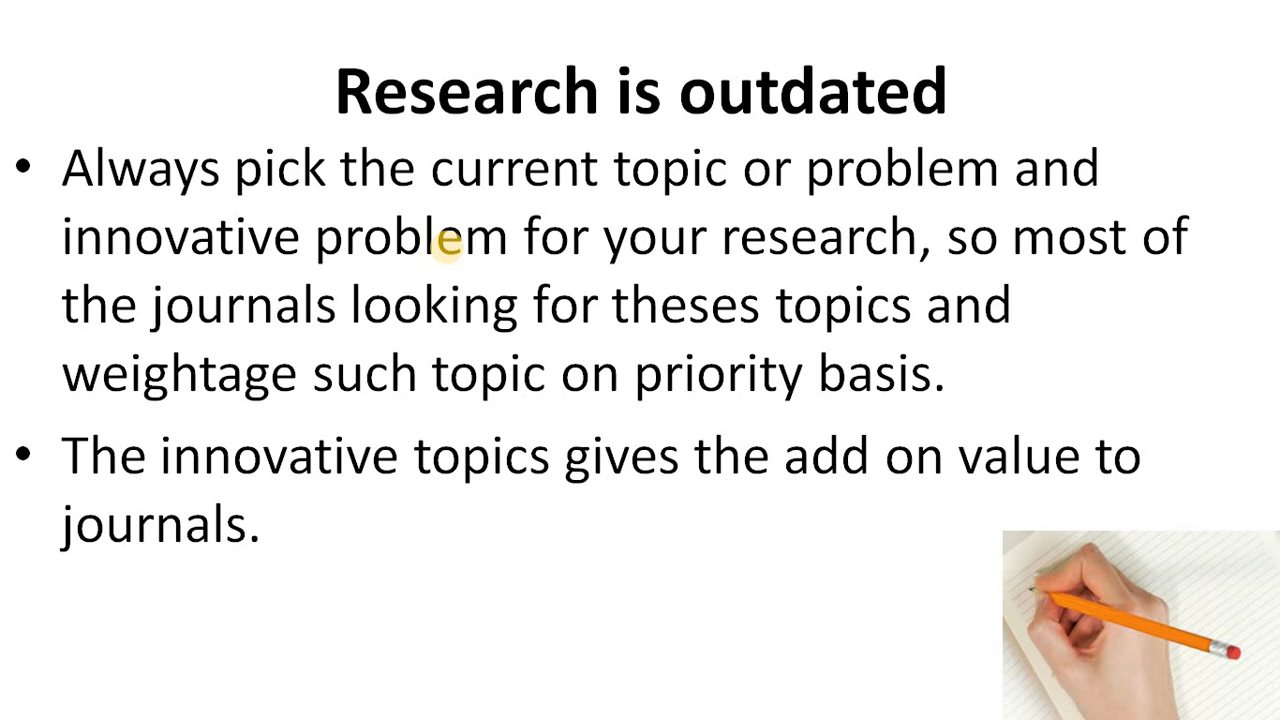 Research is outdated
• Always pick the current topic or problem and
innovative problem for your research, so most of
the journals looking for theses topics and
weightage such topic on priority basis.
• The innovative topics gives the add on value to
journals.